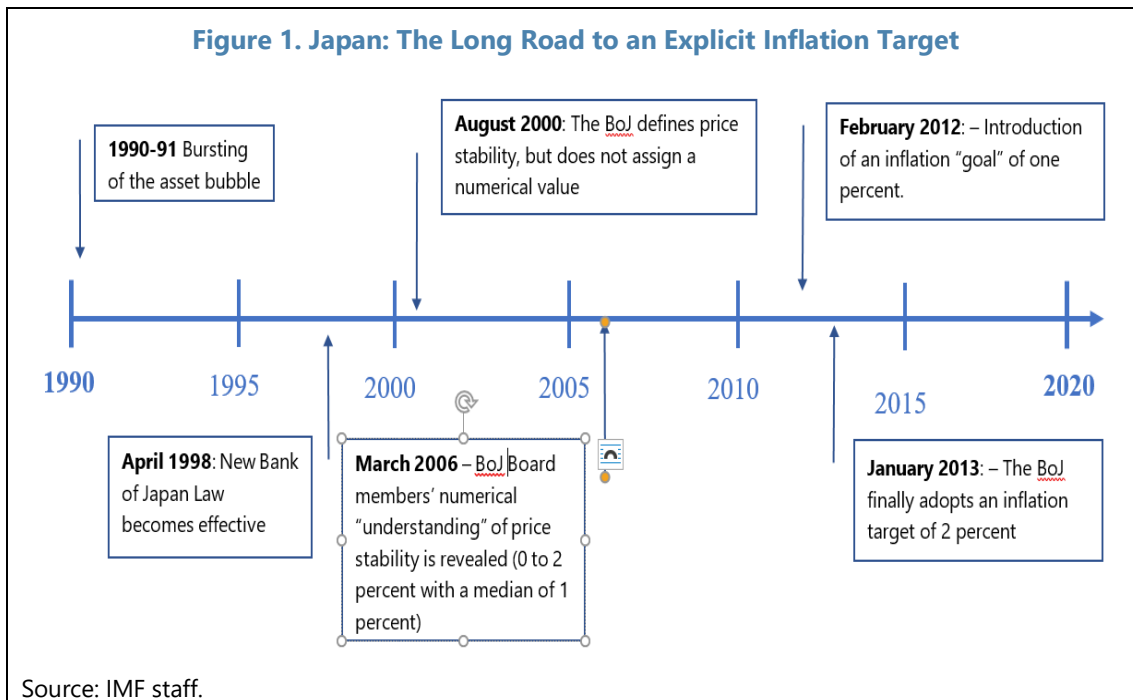 Figure 1. Japan: The Long Road to an Explicit Inflation Target
1990-91 Bursting
of the asset bubble
August 2000: The BoJ defines price
stability, but does not assign a
numerical value
February 2012: – Introduction
of an inflation “goal” of one
percent.
1990
1995
2000
2005
2010
2015
2020
April 1998: New Bank
of Japan Law
becomes effective
March 2006 – BoJ Board
members’ numerical
“understanding” of price
stability is revealed (0 to 2
percent with a median of 1
percent)
January 2013: – The BoJ
finally adopts an inflation
target of 2 percent
Source: IMF staff.